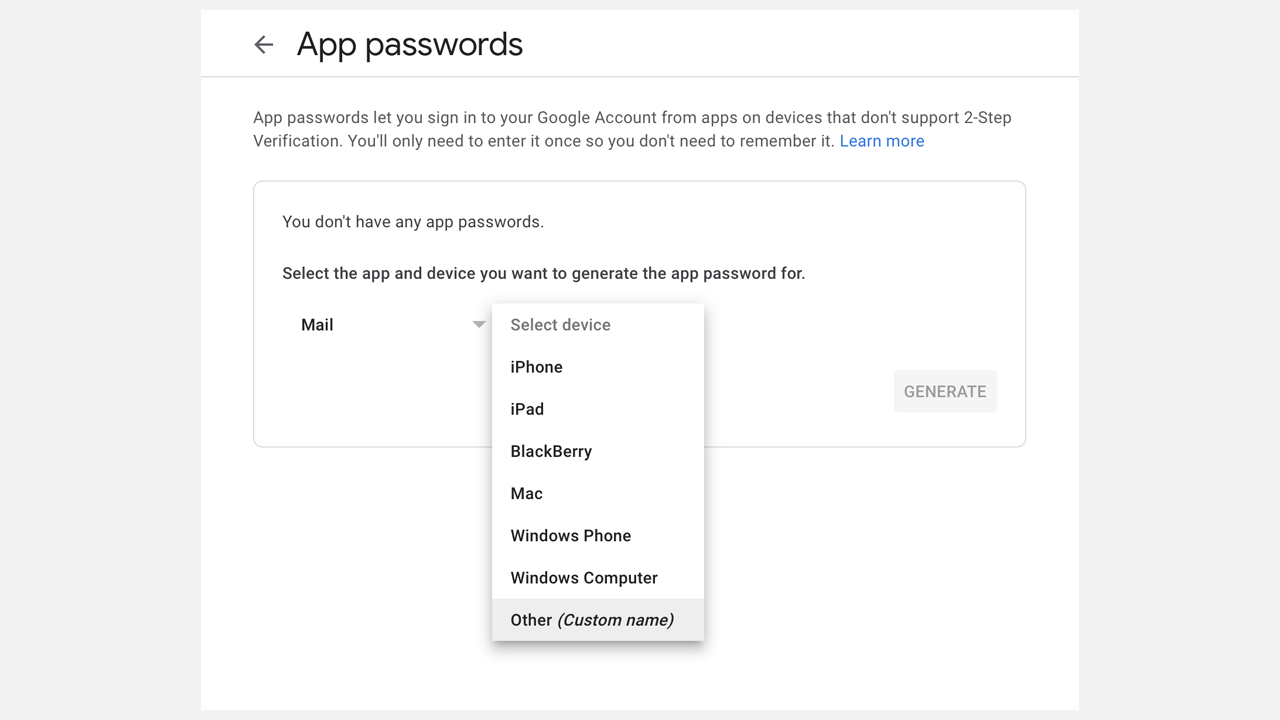 App passwords
App passwords let you sign in to your Google Account from apps on devices that don't support 2-Step
Verification. You'll only need to enter it once so you don't need to remember it. Learn more
You don't have any app passwords.
Select the app and device you want to generate the app password for.
Mail
Select device
iPhone
iPad
BlackBerry
Mac
Windows Phone
Windows Computer
Other (Custom name)
GENERATE